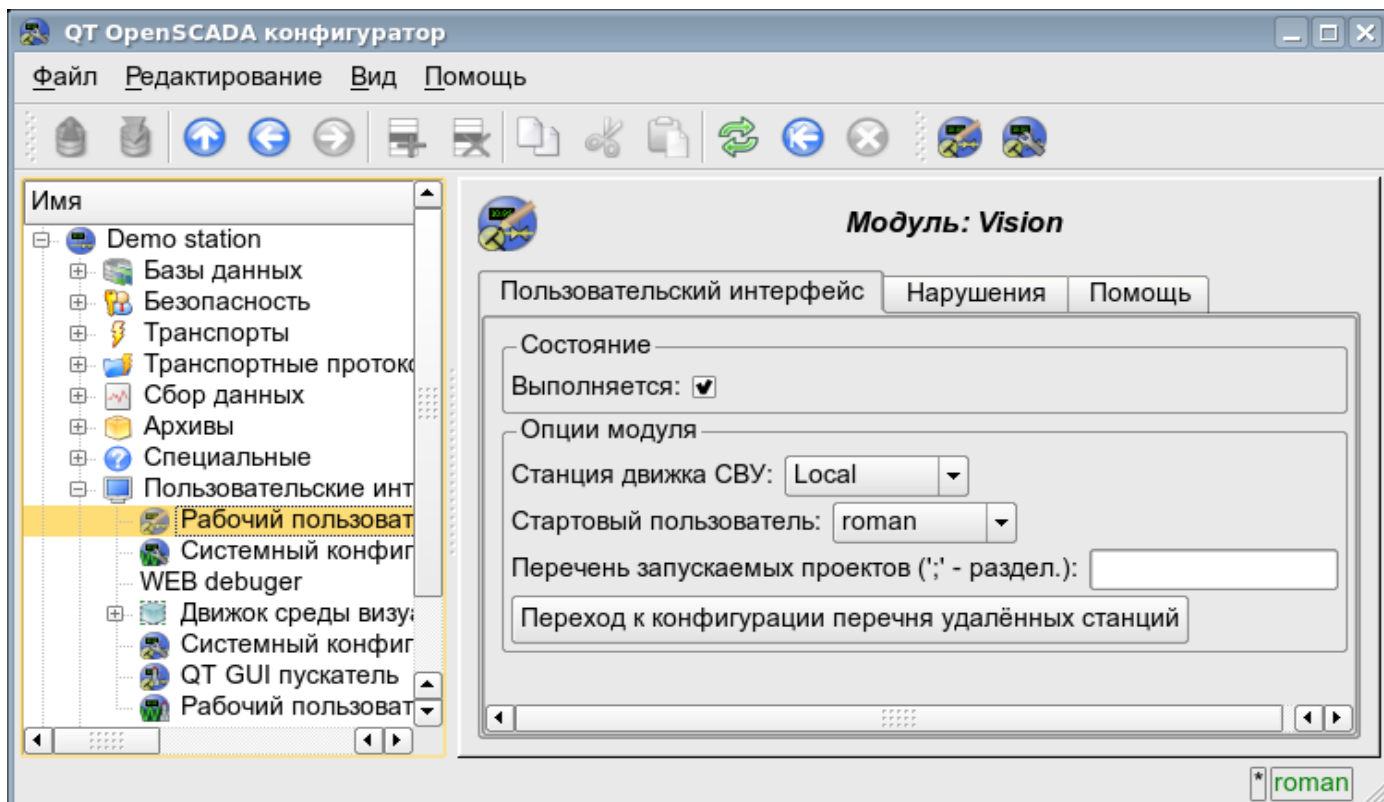 QT OpenSCADA конфигуратор
Файл Редактирование Вид Помощь
Имя
Demo station
Базы данных
Безопасность
Транспорты
Транспортные протоко
Сбор данных
Архивы
Специальные
Пользовательские инт
Рабочий пользоват
Системный конфиг
WEB debuger
Движок среды визуа
Системный конфиг
QT GUI пускатель
Рабочий пользоват
Модуль: Vision
Пользовательский интерфейс Нарушения Помощь
Состояние
Выполняется:
Опции модуля
Станция движка СВУ: Local
Стартовый пользователь: roman
Перечень запускаемых проектов (';' - раздел.):
Переход к конфигурации перечня удалённых станций
* roman